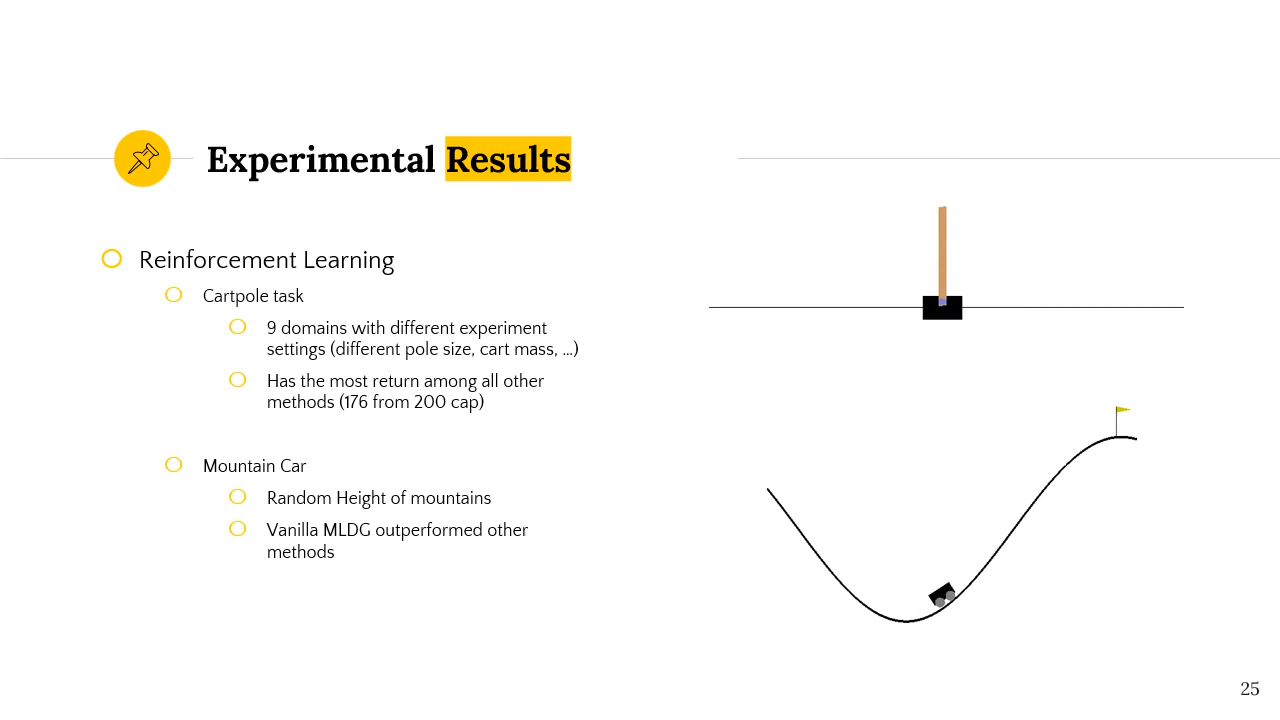 Experimental Results
Reinforcement Learning
Cartpole task
9 domains with different experiment
settings (different pole size, cart mass, ...)
Has the most return among all other
methods (176 from 200 cap)
Mountain Car
Random Height of mountains
Vanilla MLDG outperformed other
methods
25